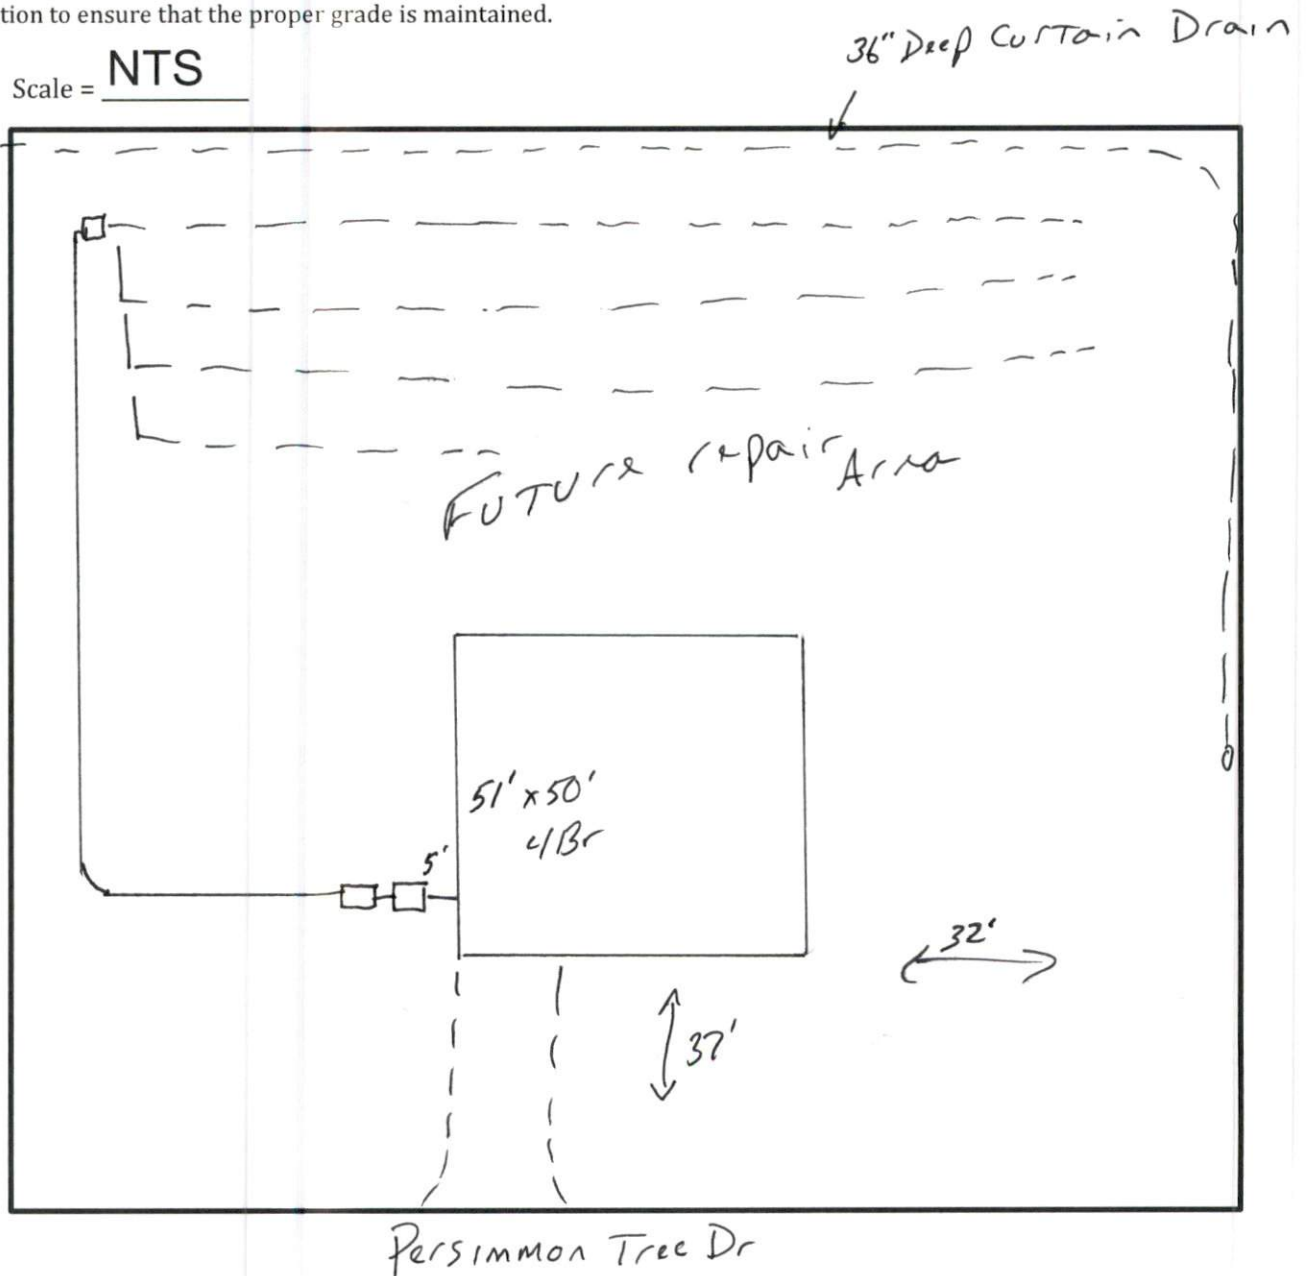 tion to ensure that the proper grade is maintained.
Scale = NTS
36" Deep Curtain Drain
Future repair Area
51' x 50'
4Br
5'
32'
37'
Persimmon Tree Dr